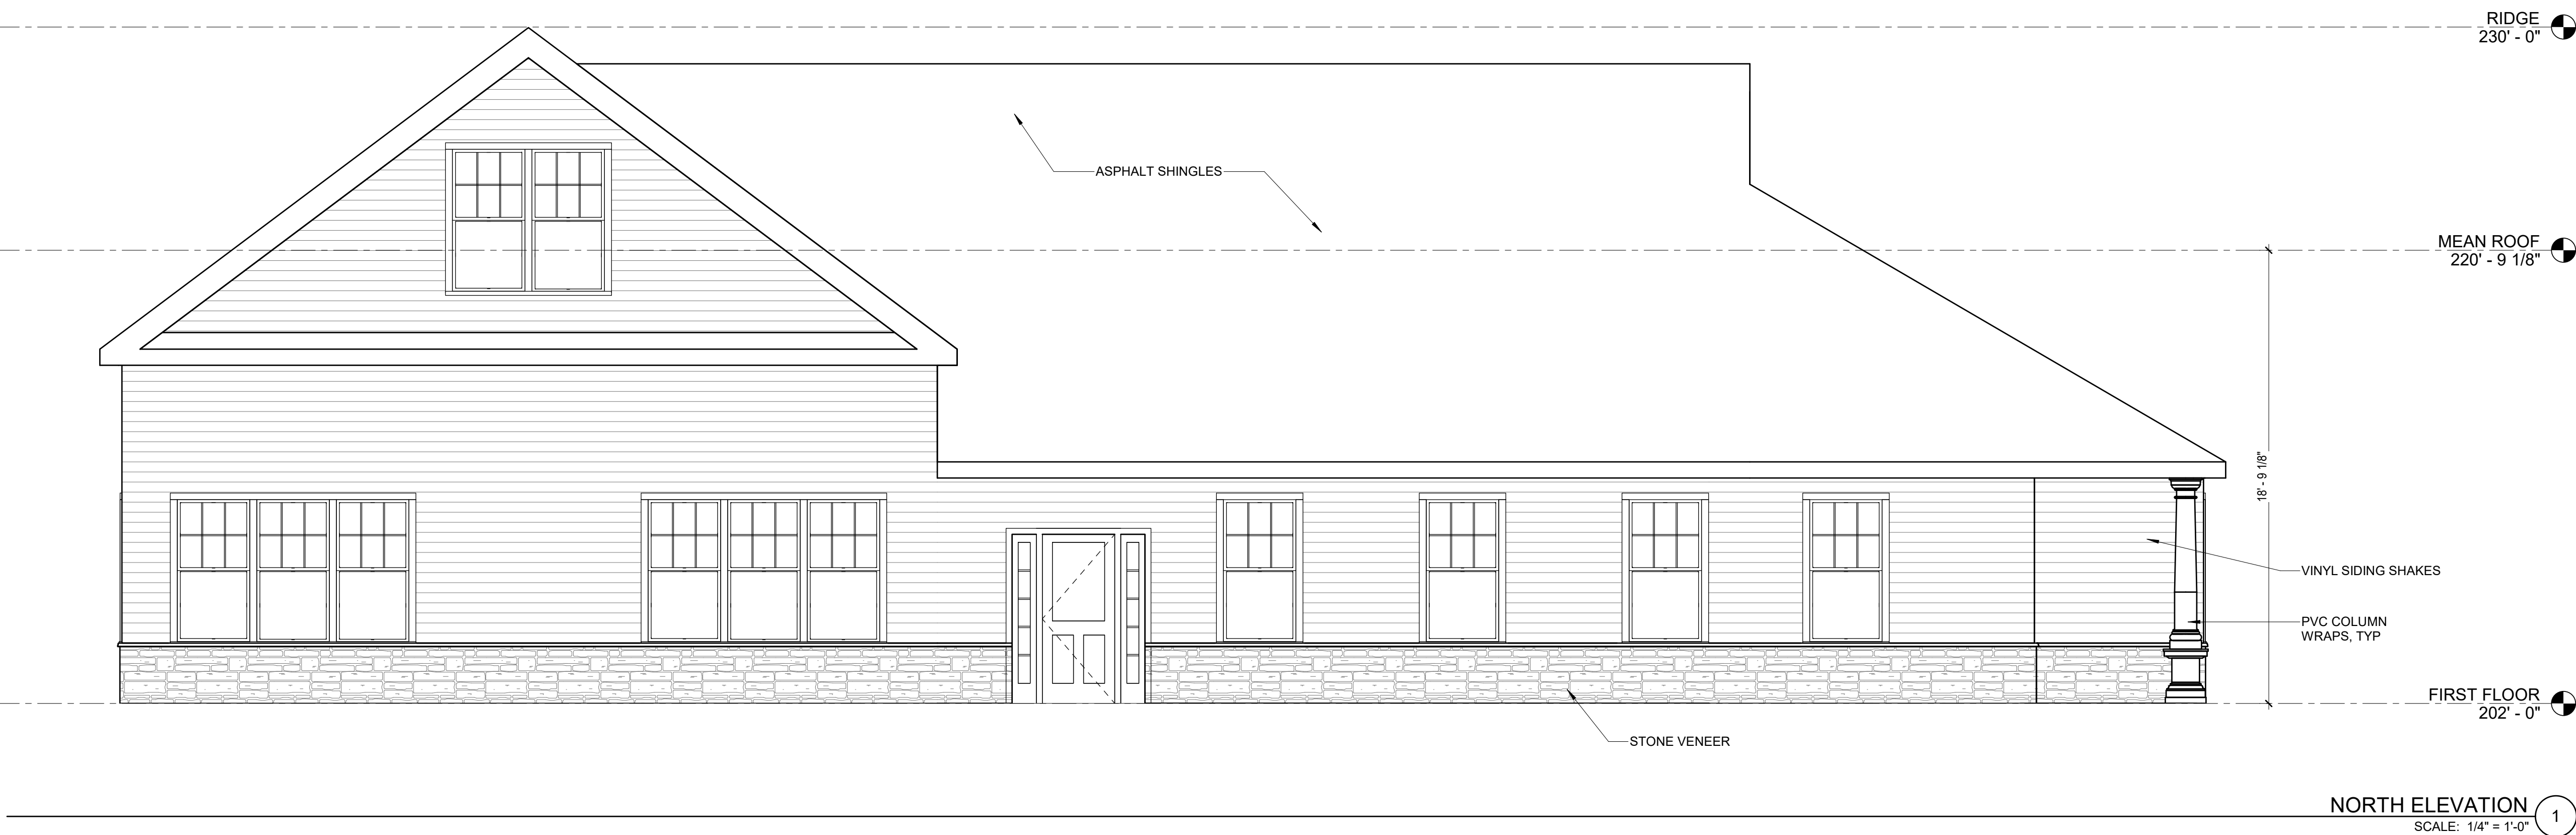 RIDGE
230' - 0"
ASPHALT SHINGLES
MEAN ROOF
220' - 9 1/8"
18' - 9 1/8"
VINYL SIDING SHAKES
PVC COLUMN
WRAPS, TYP
FIRST FLOOR
202' - 0"
STONE VENEER
NORTH ELEVATION
1
SCALE: 1/4" = 1'-0"